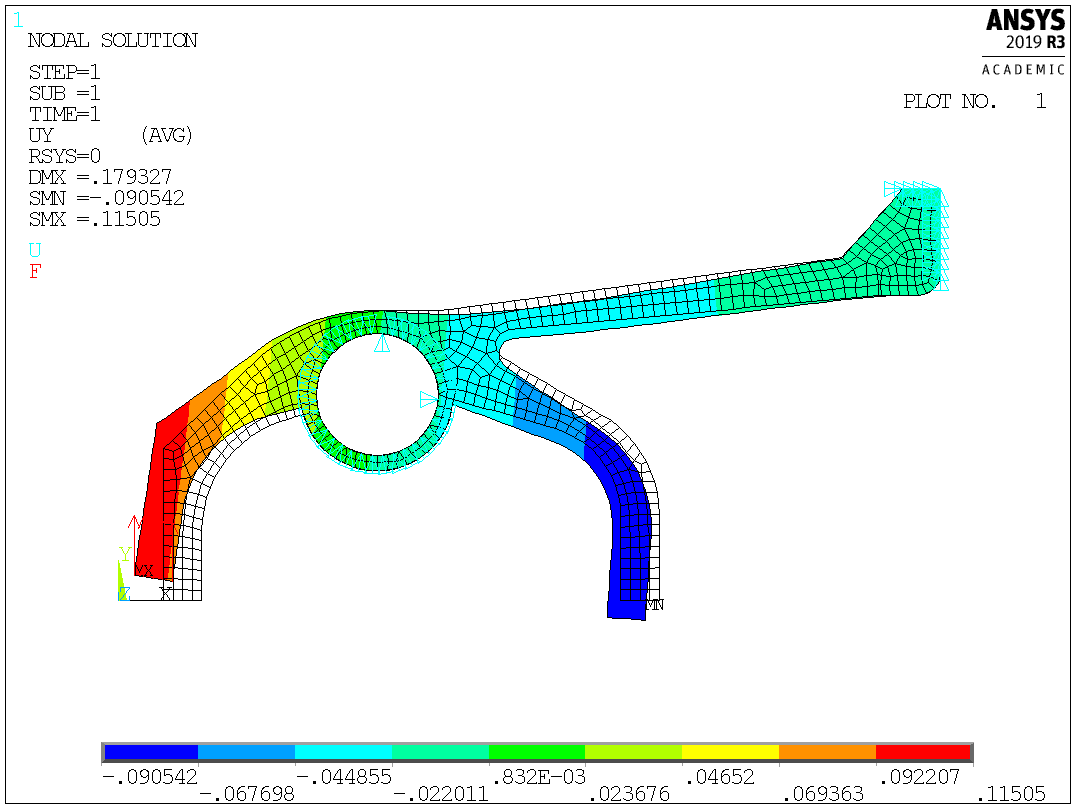 1
ANSYS
2019 R3
ACADEMIC
NODAL SOLUTION
PLOT NO. 1
STEP=1
SUB =1
TIME=1
UY (AVG)
RSYS=0
DMX =.179327
SMN =-.090542
SMX =.11505
U
F
Y
MX
Z X
MN
-.090542 -.044855 .832E-03 .04652 .092207
-.067698 -.022011 .023676 .069363 .11505